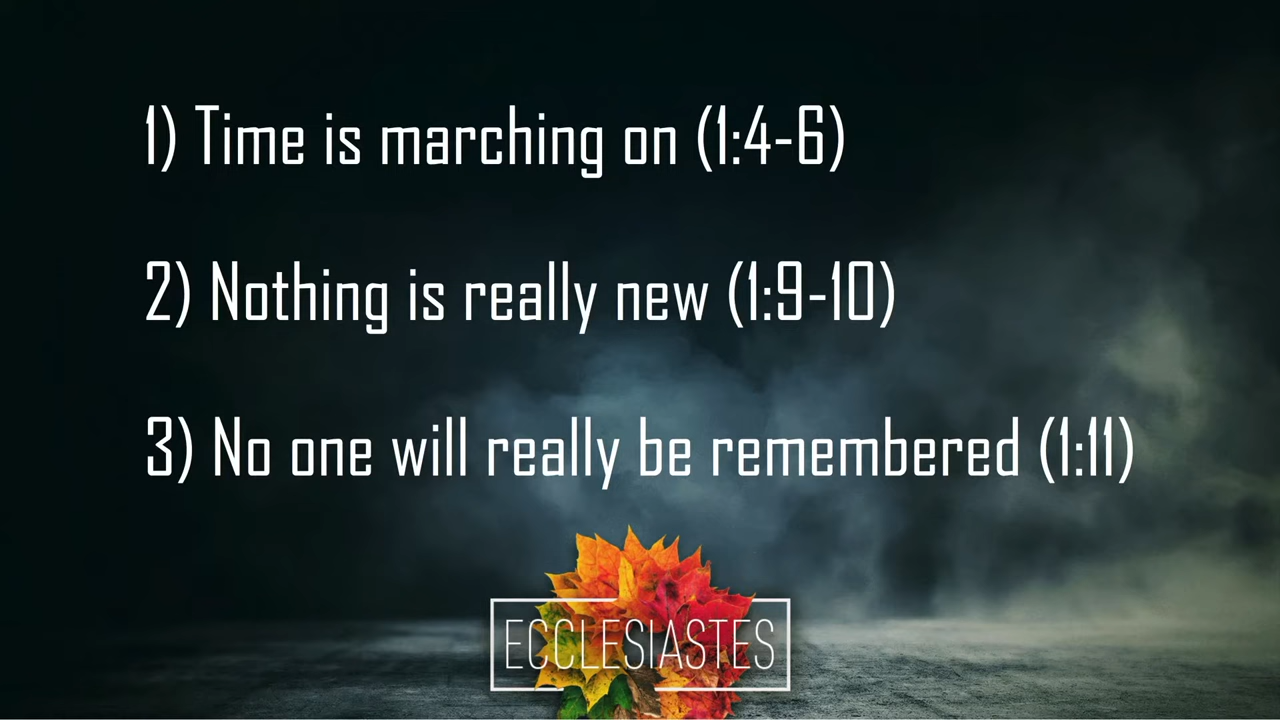 1) Time is marching on (1:4-6)
2) Nothing is really new (1:9-10)
3) No one will really be remembered (1:11)
ECCLESIASTES